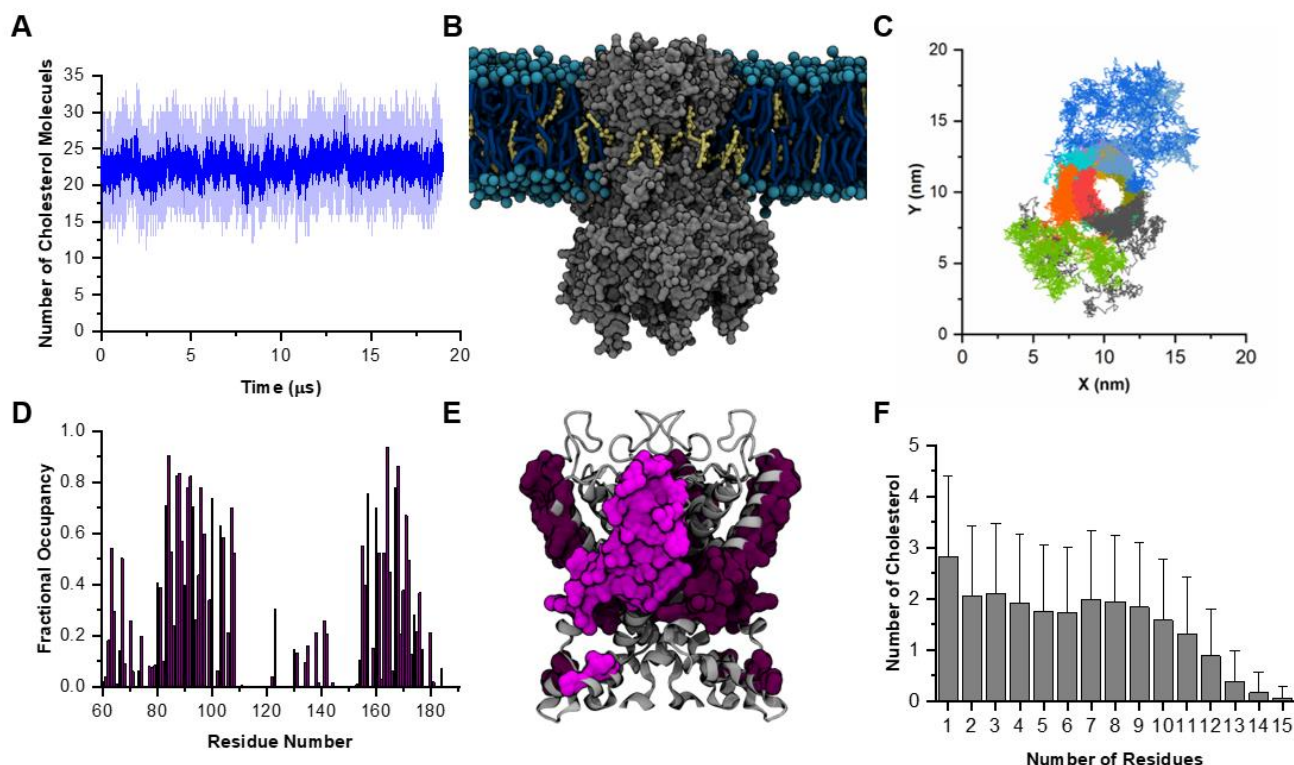 A
B
C
35
30
25
20
15
10
5
0
Number of Cholesterol Molecuels
0 5 10 15 20
Time (µs)
20
15
10
5
0
Y (nm)
0 5 10 15 20
X (nm)
D
E
F
1.0
0.8
0.6
0.4
0.2
0.0
Fractional Occupancy
60 80 100 120 140 160 180
Residue Number
5
4
3
2
1
0
Number of Cholesterol
1 2 3 4 5 6 7 8 9 10 11 12 13 14 15
Number of Residues